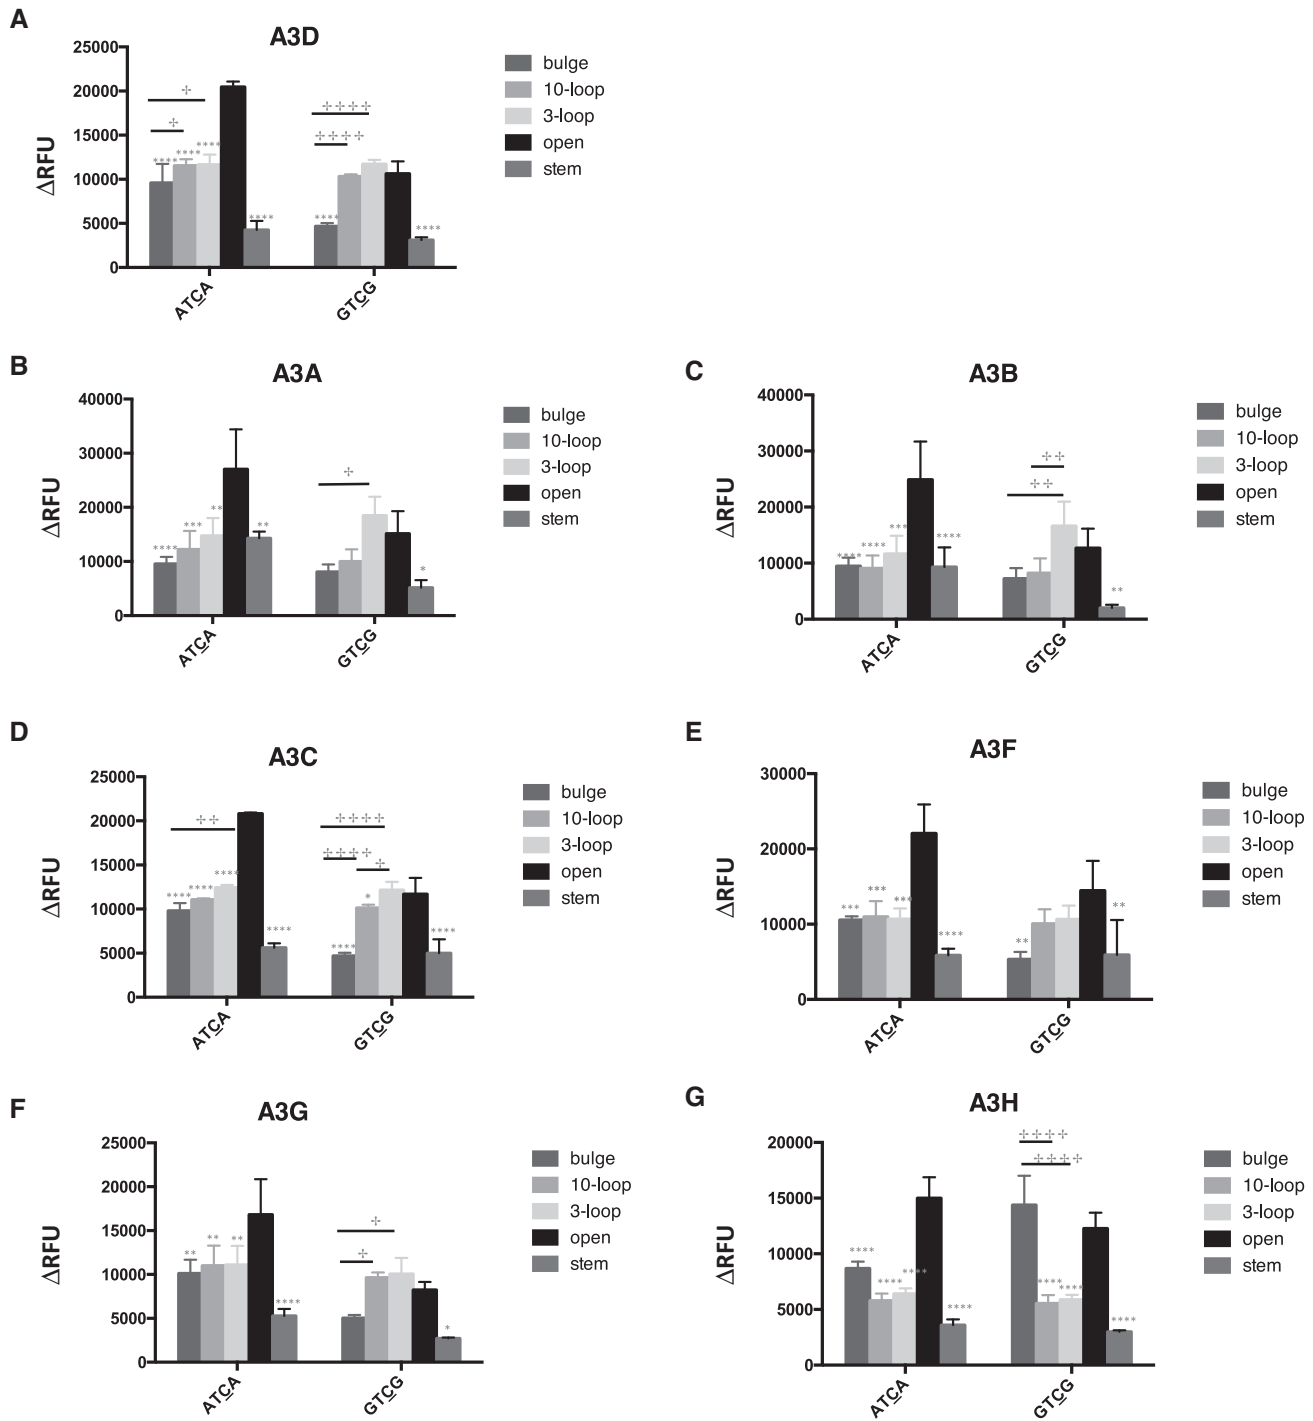 A
A3D
25000
20000
15000
10000
5000
0
ΔRFU
‡
‡
**** **** ****
****
‡‡‡‡
‡‡‡‡
****
****
ATCA
GTCG
bulge
10-loop
3-loop
open
stem
B
A3A
40000
30000
20000
10000
0
ΔRFU
**** *** ** **
‡
*
ATCA
GTCG
bulge
10-loop
3-loop
open
stem
C
A3B
40000
30000
20000
10000
0
ΔRFU
**** **** *** ****
‡‡
‡‡
**
ATCA
GTCG
bulge
10-loop
3-loop
open
stem
D
A3C
25000
20000
15000
10000
5000
0
ΔRFU
‡‡
**** **** ****
****
‡‡‡‡
‡‡‡‡ ‡
*
**** ****
ATCA
GTCG
bulge
10-loop
3-loop
open
stem
E
A3F
30000
20000
10000
0
ΔRFU
*** *** ***
****
** **
ATCA
GTCG
bulge
10-loop
3-loop
open
stem
F
A3G
25000
20000
15000
10000
5000
0
ΔRFU
** ** **
****
‡
‡
*
ATCA
GTCG
bulge
10-loop
3-loop
open
stem
G
A3H
20000
15000
10000
5000
0
ΔRFU
**** **** ****
****
‡‡‡‡
‡‡‡‡
**** ****
****
ATCA
GTCG
bulge
10-loop
3-loop
open
stem